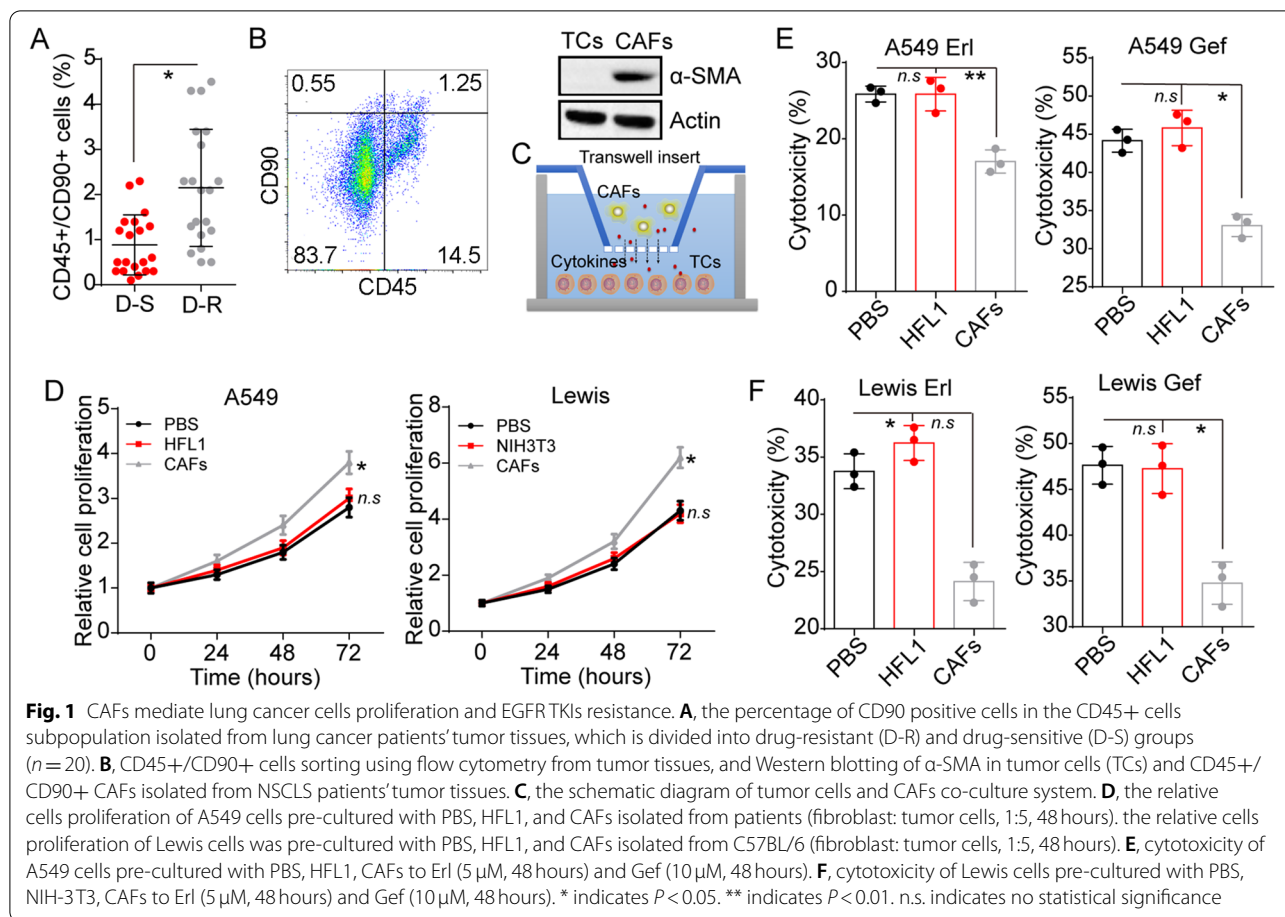 A
CD45+/CD90+ cells (%)
5
4
3
2
1
0
*
D-S
D-R
B
0.55
1.25
83.7
14.5
CD90
CD45
TCs CAFs
α-SMA
Actin
C
Transwell insert
CAFs
Cytokines
TCs
D
A549
Relative cell proliferation
5
4
3
2
1
0
PBS
HFL1
CAFs
*
n.s
0
24
48
72
Time (hours)
Lewis
Relative cell proliferation
8
6
4
2
0
PBS
NIH3T3
CAFs
*
n.s
0
24
48
72
Time (hours)
E
A549 Erl
Cytotoxicity (%)
30
20
10
0
n.s
**
PBS
HFL1
CAFs
A549 Gef
Cytotoxicity (%)
50
45
40
35
30
25
n.s
*
PBS
HFL1
CAFs
F
Lewis Erl
Cytotoxicity (%)
40
35
30
25
20
*
n.s
PBS
HFL1
CAFs
Lewis Gef
Cytotoxicity (%)
55
50
45
40
35
30
n.s
*
PBS
HFL1
CAFs
Fig. 1 CAFs mediate lung cancer cells proliferation and EGFR TKIs resistance. A, the percentage of CD90 positive cells in the CD45+ cells
subpopulation isolated from lung cancer patients' tumor tissues, which is divided into drug-resistant (D-R) and drug-sensitive (D-S) groups
(n = 20). B, CD45+/CD90+ cells sorting using flow cytometry from tumor tissues, and Western blotting of α-SMA in tumor cells (TCs) and CD45+/
CD90+ CAFs isolated from NSCLS patients' tumor tissues. C, the schematic diagram of tumor cells and CAFs co-culture system. D, the relative
cells proliferation of A549 cells pre-cultured with PBS, HFL1, and CAFs isolated from patients (fibroblast: tumor cells, 1:5, 48 hours). the relative cells
proliferation of Lewis cells was pre-cultured with PBS, HFL1, and CAFs isolated from C57BL/6 (fibroblast: tumor cells, 1:5, 48 hours). E, cytotoxicity of
A549 cells pre-cultured with PBS, HFL1, CAFs to Erl (5 μM, 48 hours) and Gef (10 μM, 48 hours). F, cytotoxicity of Lewis cells pre-cultured with PBS,
NIH-3T3, CAFs to Erl (5 μM, 48 hours) and Gef (10 μM, 48 hours). * indicates P < 0.05. ** indicates P < 0.01. n.s. indicates no statistical significance